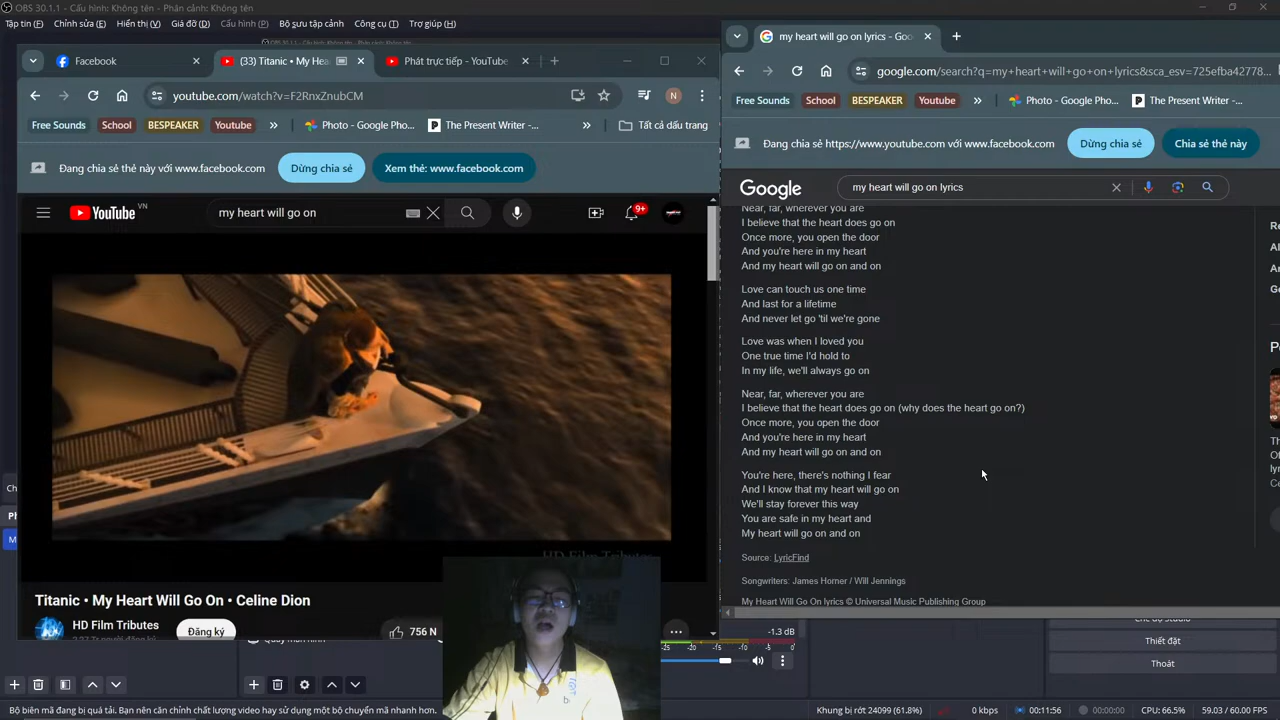 OBS 30.1.1 - Cấu hình: Không tên - Phân cảnh: Không tên
Tập tin (F) Chỉnh sửa (E) Hiển thị (V) Giá đỡ (D) Cấu hình (P) Bộ sưu tập cảnh Công cụ (T) Trợ giúp (H)
Facebook
(33) Titanic • My Hea
Phát trực tiếp - YouTube
youtube.com/watch?v=F2RnxZnubCM
N
Free Sounds School BESPEAKER Youtube » Photo - Google Pho... The Present Writer -... » Tất cả dấu trang
Đang chia sẻ thẻ này với www.facebook.com Dừng chia sẻ Xem thẻ: www.facebook.com
YouTube VN
my heart will go on
9+
HD Film Tributes
Titanic • My Heart Will Go On • Celine Dion
HD Film Tributes
Đăng ký
756 N
my heart will go on lyrics - Goo
google.com/search?q=my+heart+will+go+on+lyrics&sca_esv=725efba42778...
Free Sounds School BESPEAKER Youtube » Photo - Google Pho... The Present Writer -...
Đang chia sẻ https://www.youtube.com với www.facebook.com Dừng chia sẻ Chia sẻ thẻ này
Google my heart will go on lyrics
Near, far, wherever you are
I believe that the heart does go on
Once more, you open the door
And you're here in my heart
And my heart will go on and on
Love can touch us one time
And last for a lifetime
And never let go 'til we're gone
Love was when I loved you
One true time I'd hold to
In my life, we'll always go on
Near, far, wherever you are
I believe that the heart does go on (why does the heart go on?)
Once more, you open the door
And you're here in my heart
And my heart will go on and on
You're here, there's nothing I fear
And I know that my heart will go on
We'll stay forever this way
You are safe in my heart and
My heart will go on and on
Source: LyricFind
Songwriters: James Horner / Will Jennings
My Heart Will Go On lyrics © Universal Music Publishing Group
-1.3 dB
-25 -20 -15 -10 -5 0
Thiết đặt
Thoát
Bộ biên mã đang bị quá tải. Bạn nên cân chỉnh chất lượng video hay sử dụng một bộ chuyển mã nhanh hơn.
Khung bị rớt 24099 (61.8%) 0 kbps 00:11:56 00:00:00 CPU: 66.5% 59.03 / 60.00 FPS